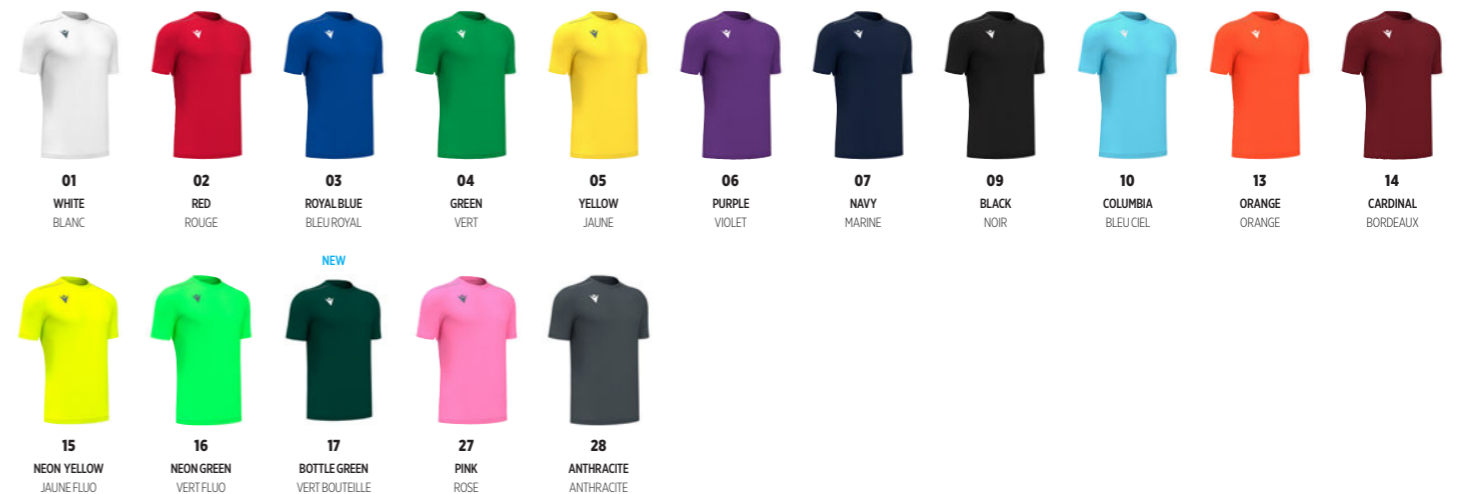 01 02 03 04 05 06 07 09 10 13 14
WHITE RED ROYAL BLUE GREEN YELLOW PURPLE NAVY BLACK COLUMBIA ORANGE CARDINAL
BLANC ROUGE BLEU ROYAL VERT JAUNE VIOLET MARINE NOIR BLEU CIEL ORANGE BORDEAUX
NEW
15 16 17 27 28
NEON YELLOW NEON GREEN BOTTLE GREEN PINK ANTHRACITE
JAUNE FLUO VERT FLUO VERT BOUTEILLE ROSE ANTHRACITE